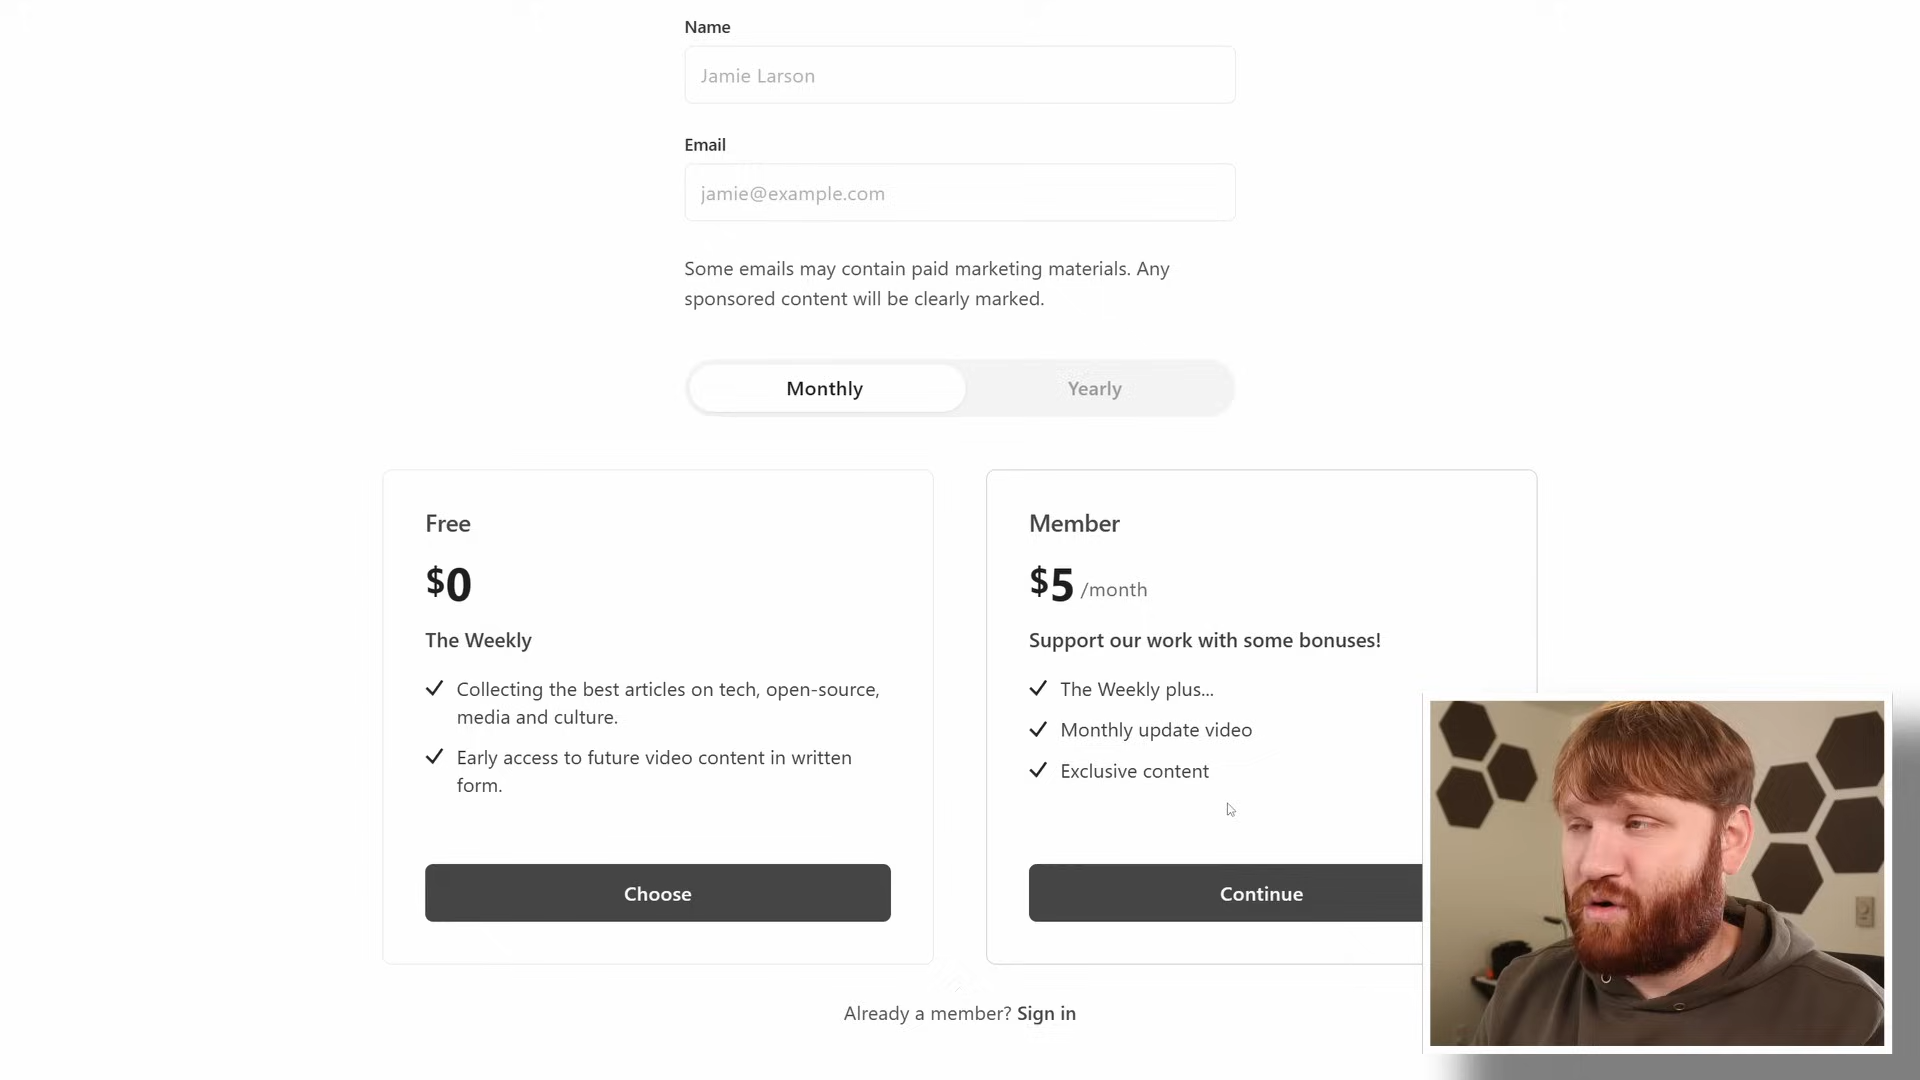 Name
Jamie Larson
Email
jamie@example.com
Some emails may contain paid marketing materials. Any
sponsored content will be clearly marked.
Monthly
Yearly
Free
$0
The Weekly
Collecting the best articles on tech, open-source,
media and culture.
Early access to future video content in written
form.
Choose
Member
$5 /month
Support our work with some bonuses!
The Weekly plus...
Monthly update video
Exclusive content
Continue
Already a member? Sign in